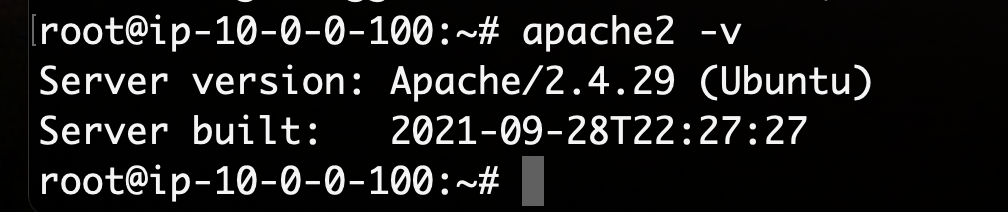 root@ip-10-0-0-100:~# apache2 -v
Server version: Apache/2.4.29 (Ubuntu)
Server built:   2021-09-28T22:27:27
root@ip-10-0-0-100:~#